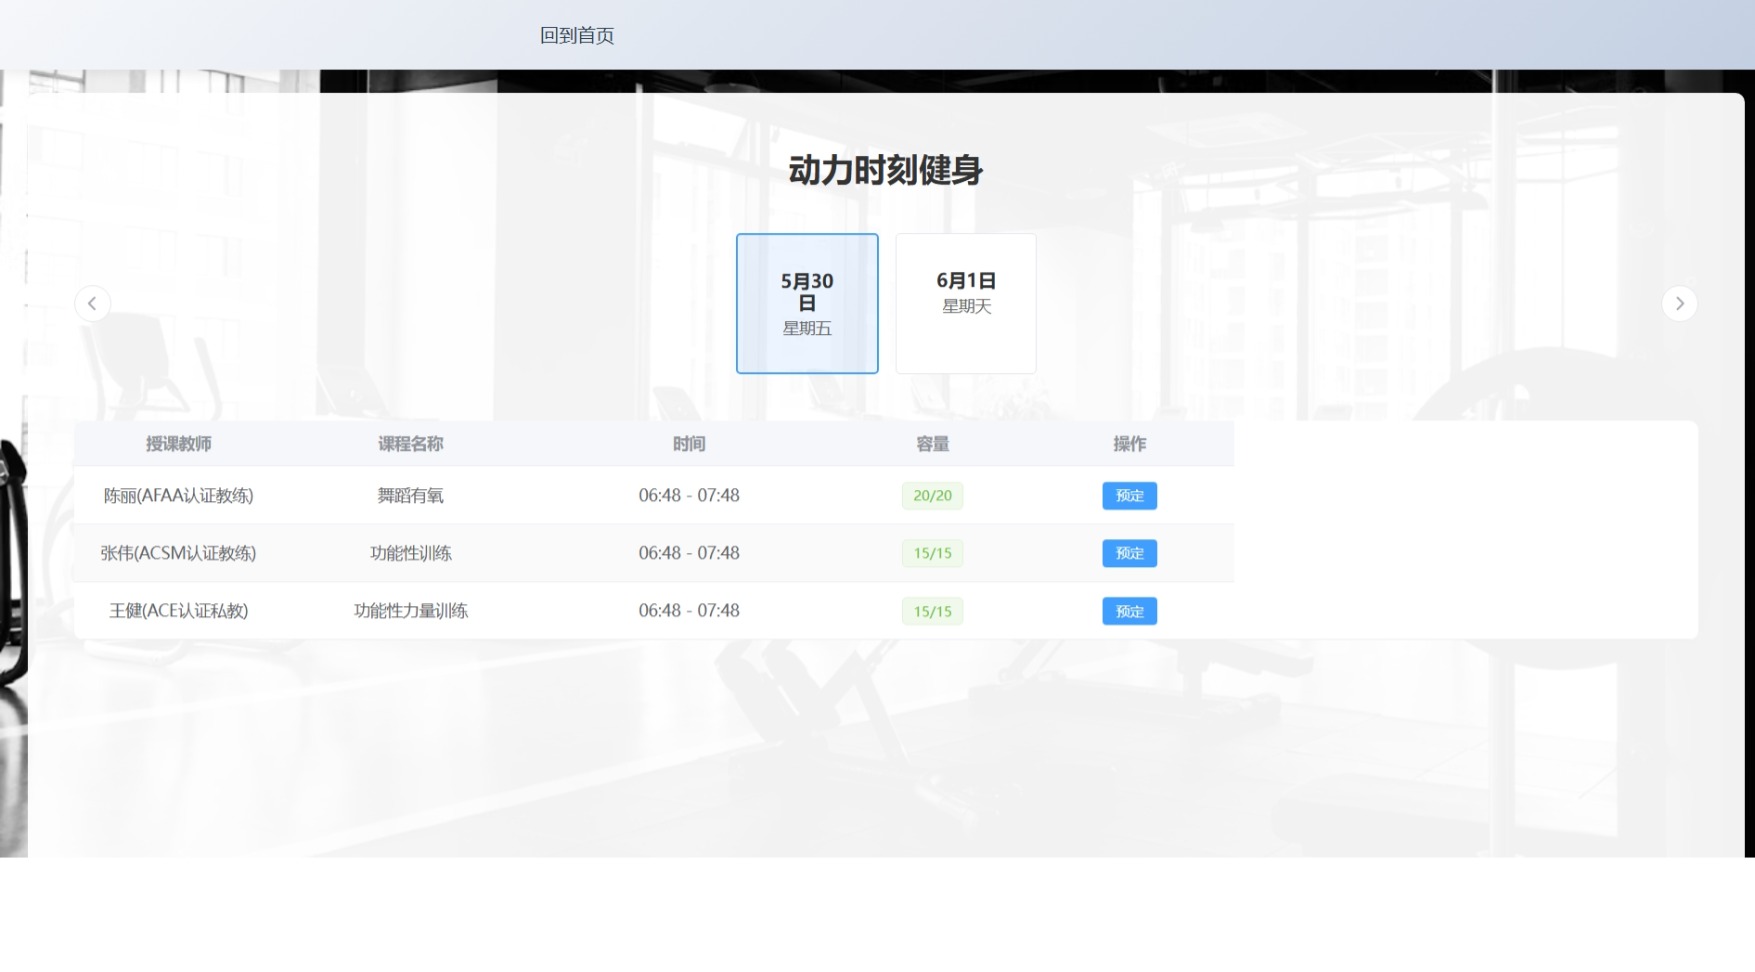 回到首页
动力时刻健身
5月30
日
星期五
6月1日
星期天
授课教师 课程名称 时间 容量 操作
陈丽(AFAA认证教练) 舞蹈有氧 06:48 - 07:48 20/20 预定
张伟(ACSM认证教练) 功能性训练 06:48 - 07:48 15/15 预定
王健(ACE认证私教) 功能性力量训练 06:48 - 07:48 15/15 预定